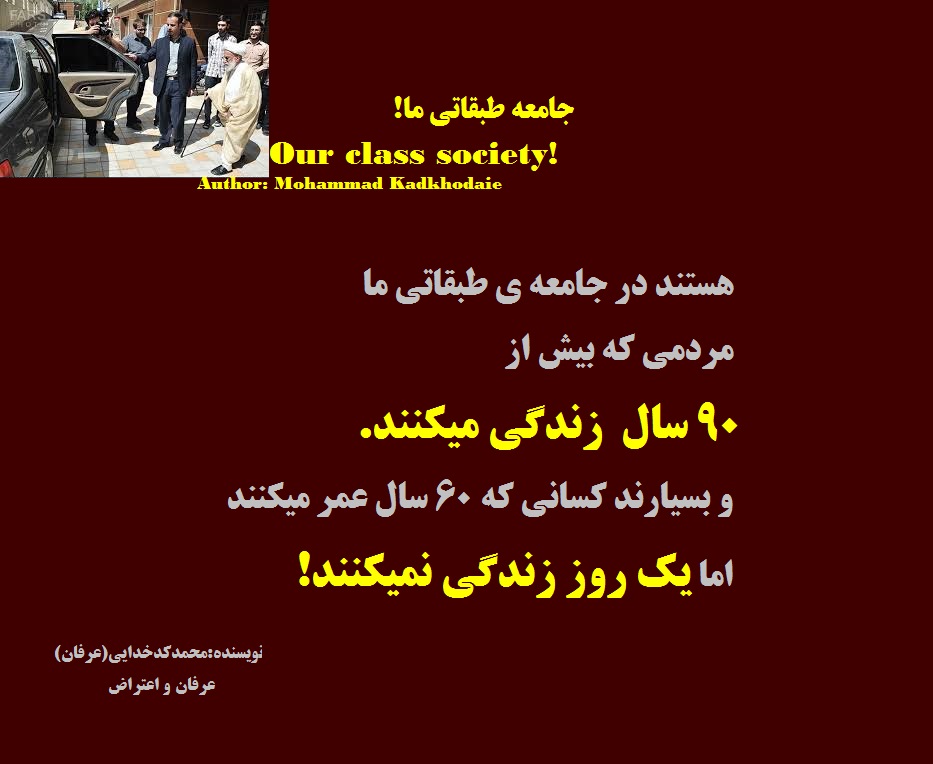 FARS
جامعه طبقاتی ما!
Our class society!
Author: Mohammad Kadkhodaie
هستند در جامعه ی طبقاتی ما
مردمی که بیش از
۹۰ سال زندگی میکنند.
و بسیارند کسانی که ۶۰ سال عمر میکنند
اما یک روز زندگی نمیکنند!
نویسنده:محمدکدخدایی(عرفان)
عرفان و اعتراض